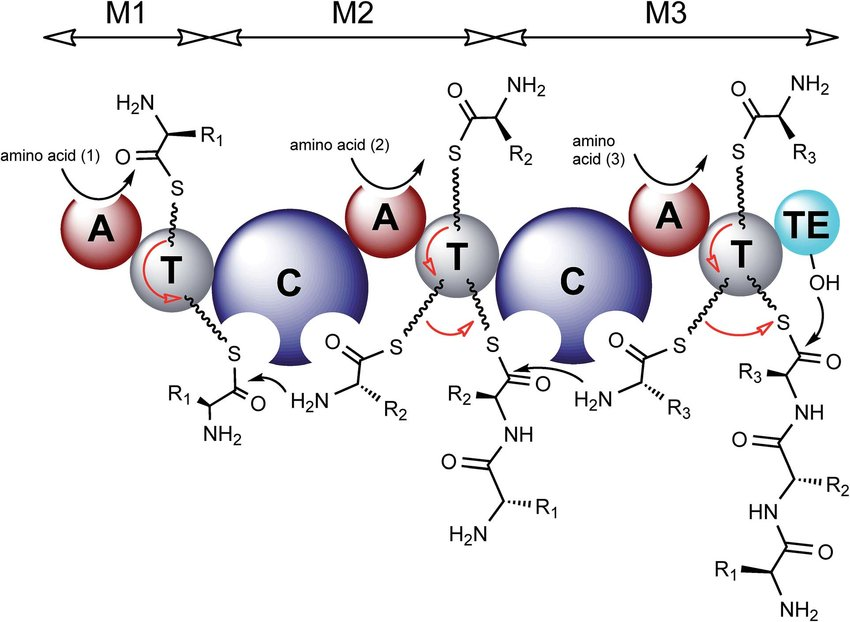 M1
M2
M3
H₂N
R₁
O
S
amino acid (1)
A
T
C
S
R₁
O
NH₂
amino acid (2)
O
NH₂
R₂
S
A
T
O
S
H₂N
R₂
S
O
R₂
NH
O
R₁
H₂N
C
amino
acid (3)
O
NH₂
R₃
S
A
T
TE
OH
O
S
H₂N
R₃
S
O
R₃
NH
O
R₂
HN
O
R₁
NH₂